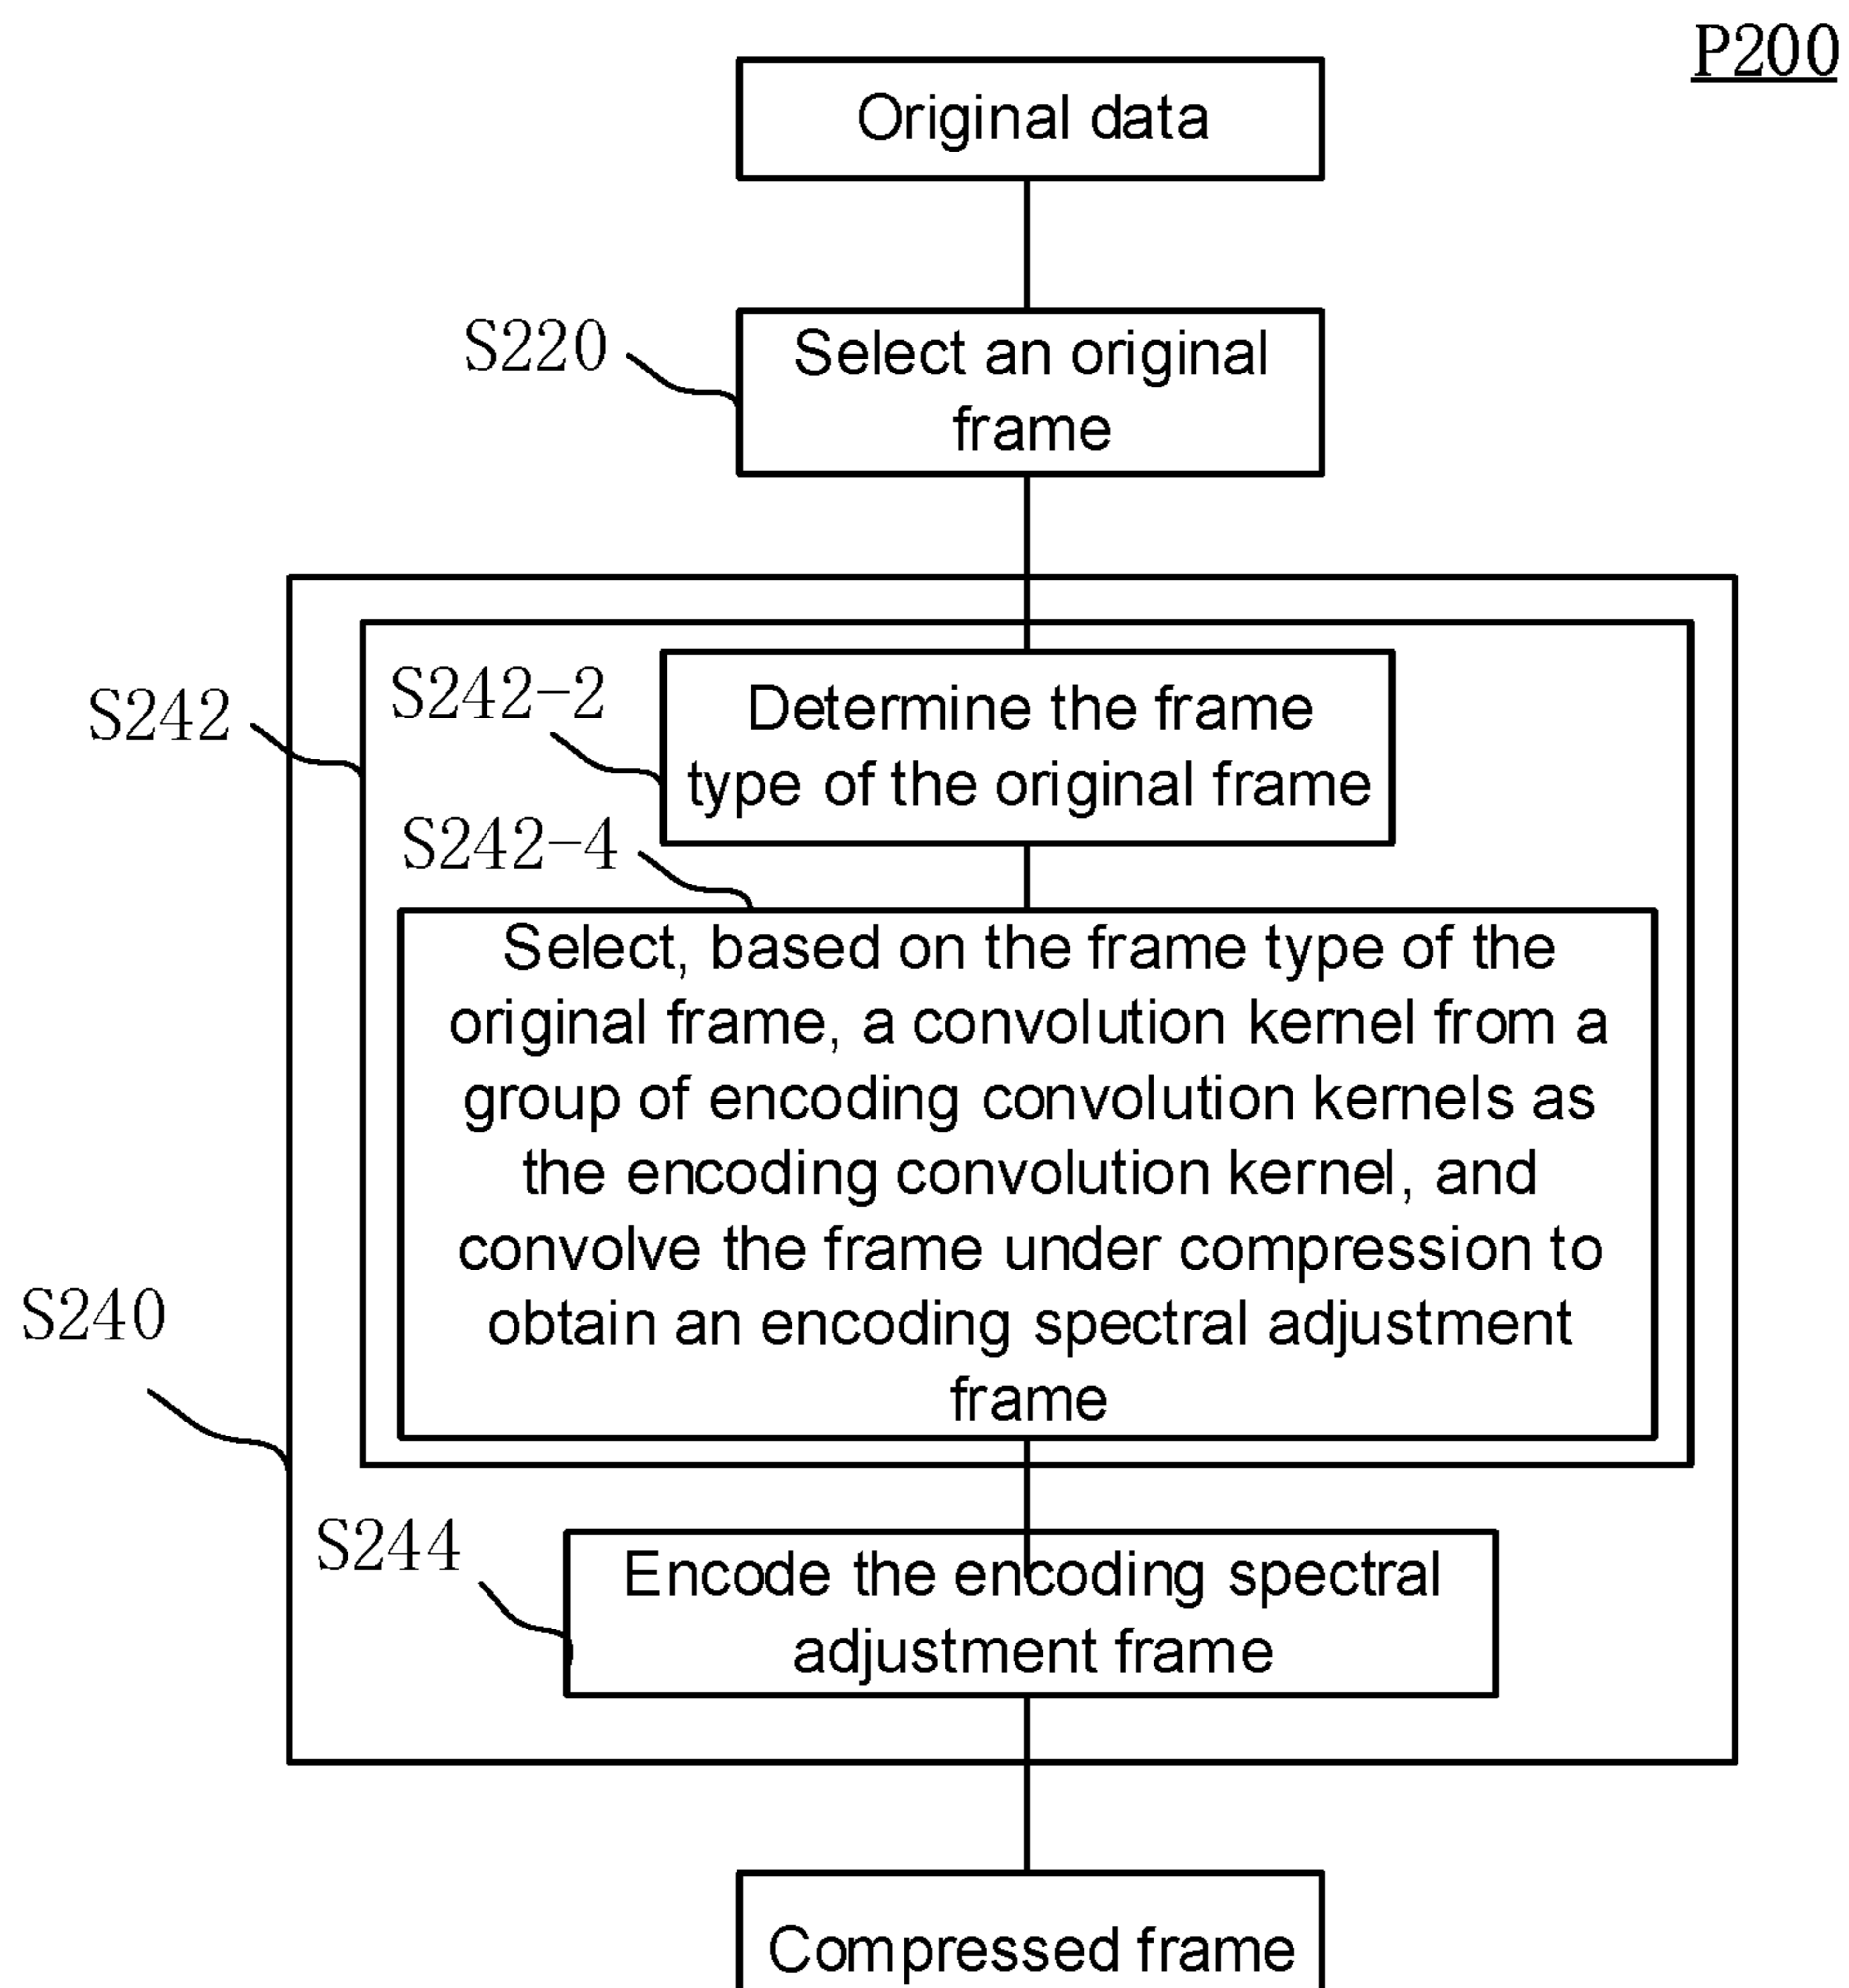 P200
Original data
S220
Select an original
frame
S242
S242-2
Determine the frame
type of the original frame
S242-4
Select, based on the frame type of the
original frame, a convolution kernel from a
group of encoding convolution kernels as
the encoding convolution kernel, and
convolve the frame under compression to
obtain an encoding spectral adjustment
frame
S240
S244
Encode the encoding spectral
adjustment frame
Compressed frame